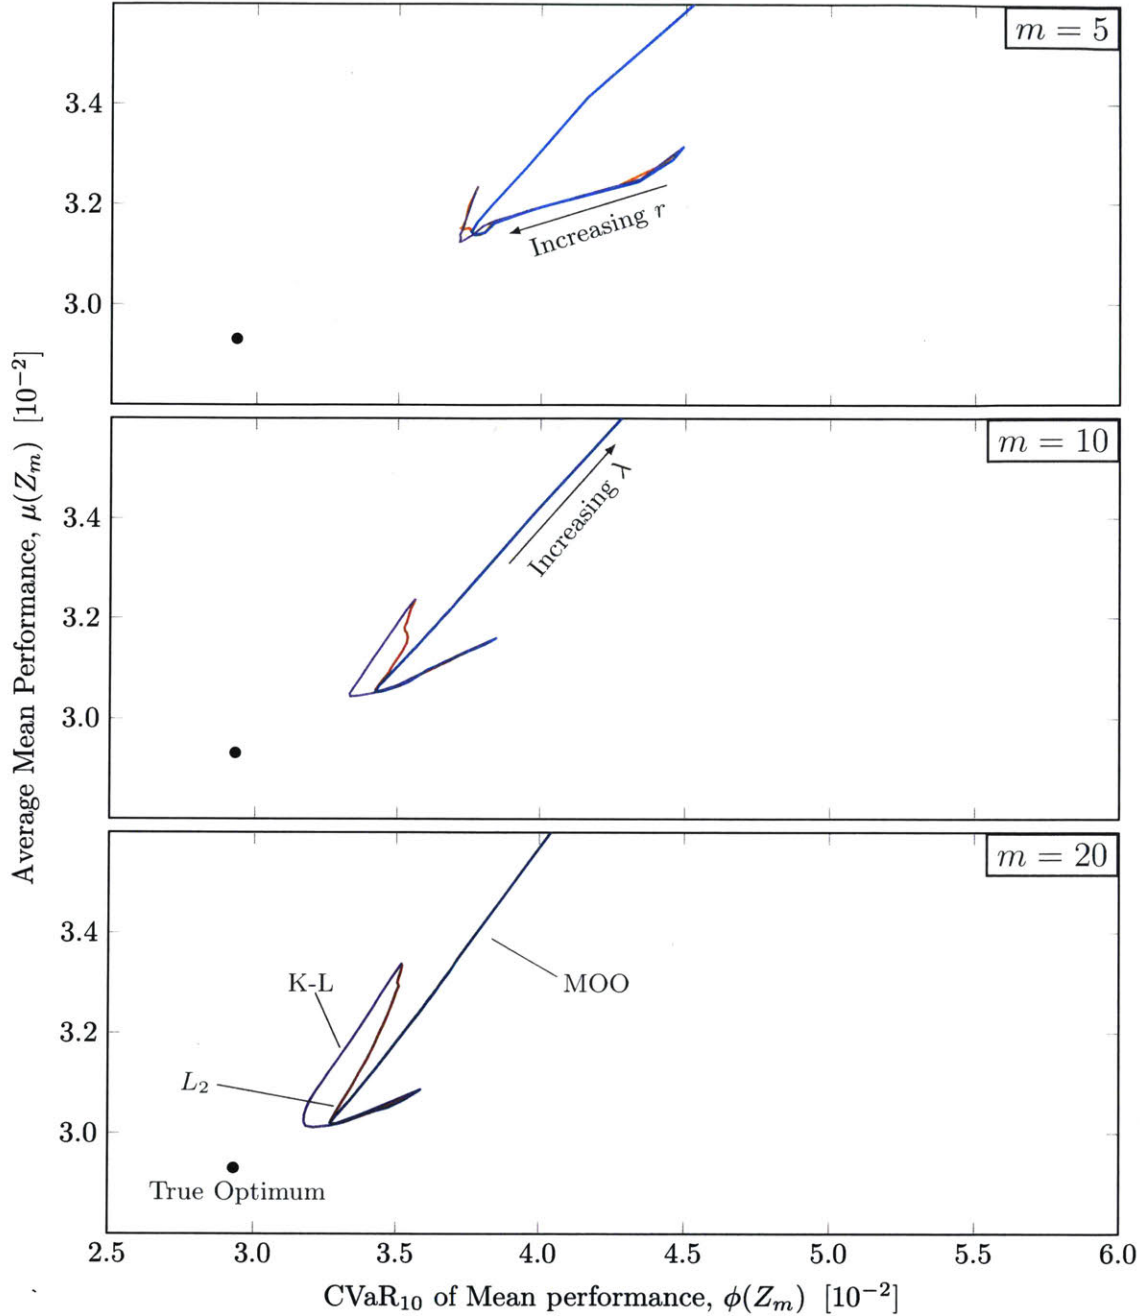 m = 5
3.4
3.2
3.0
Increasing r
m = 10
3.4
3.2
3.0
Increasing λ
m = 20
3.4
3.2
3.0
K-L
MOO
L₂
True Optimum
2.5 3.0 3.5 4.0 4.5 5.0 5.5 6.0
CVaR₁₀ of Mean performance, ϕ(Zₘ) [10⁻²]
Average Mean Performance, μ(Zₘ) [10⁻²]